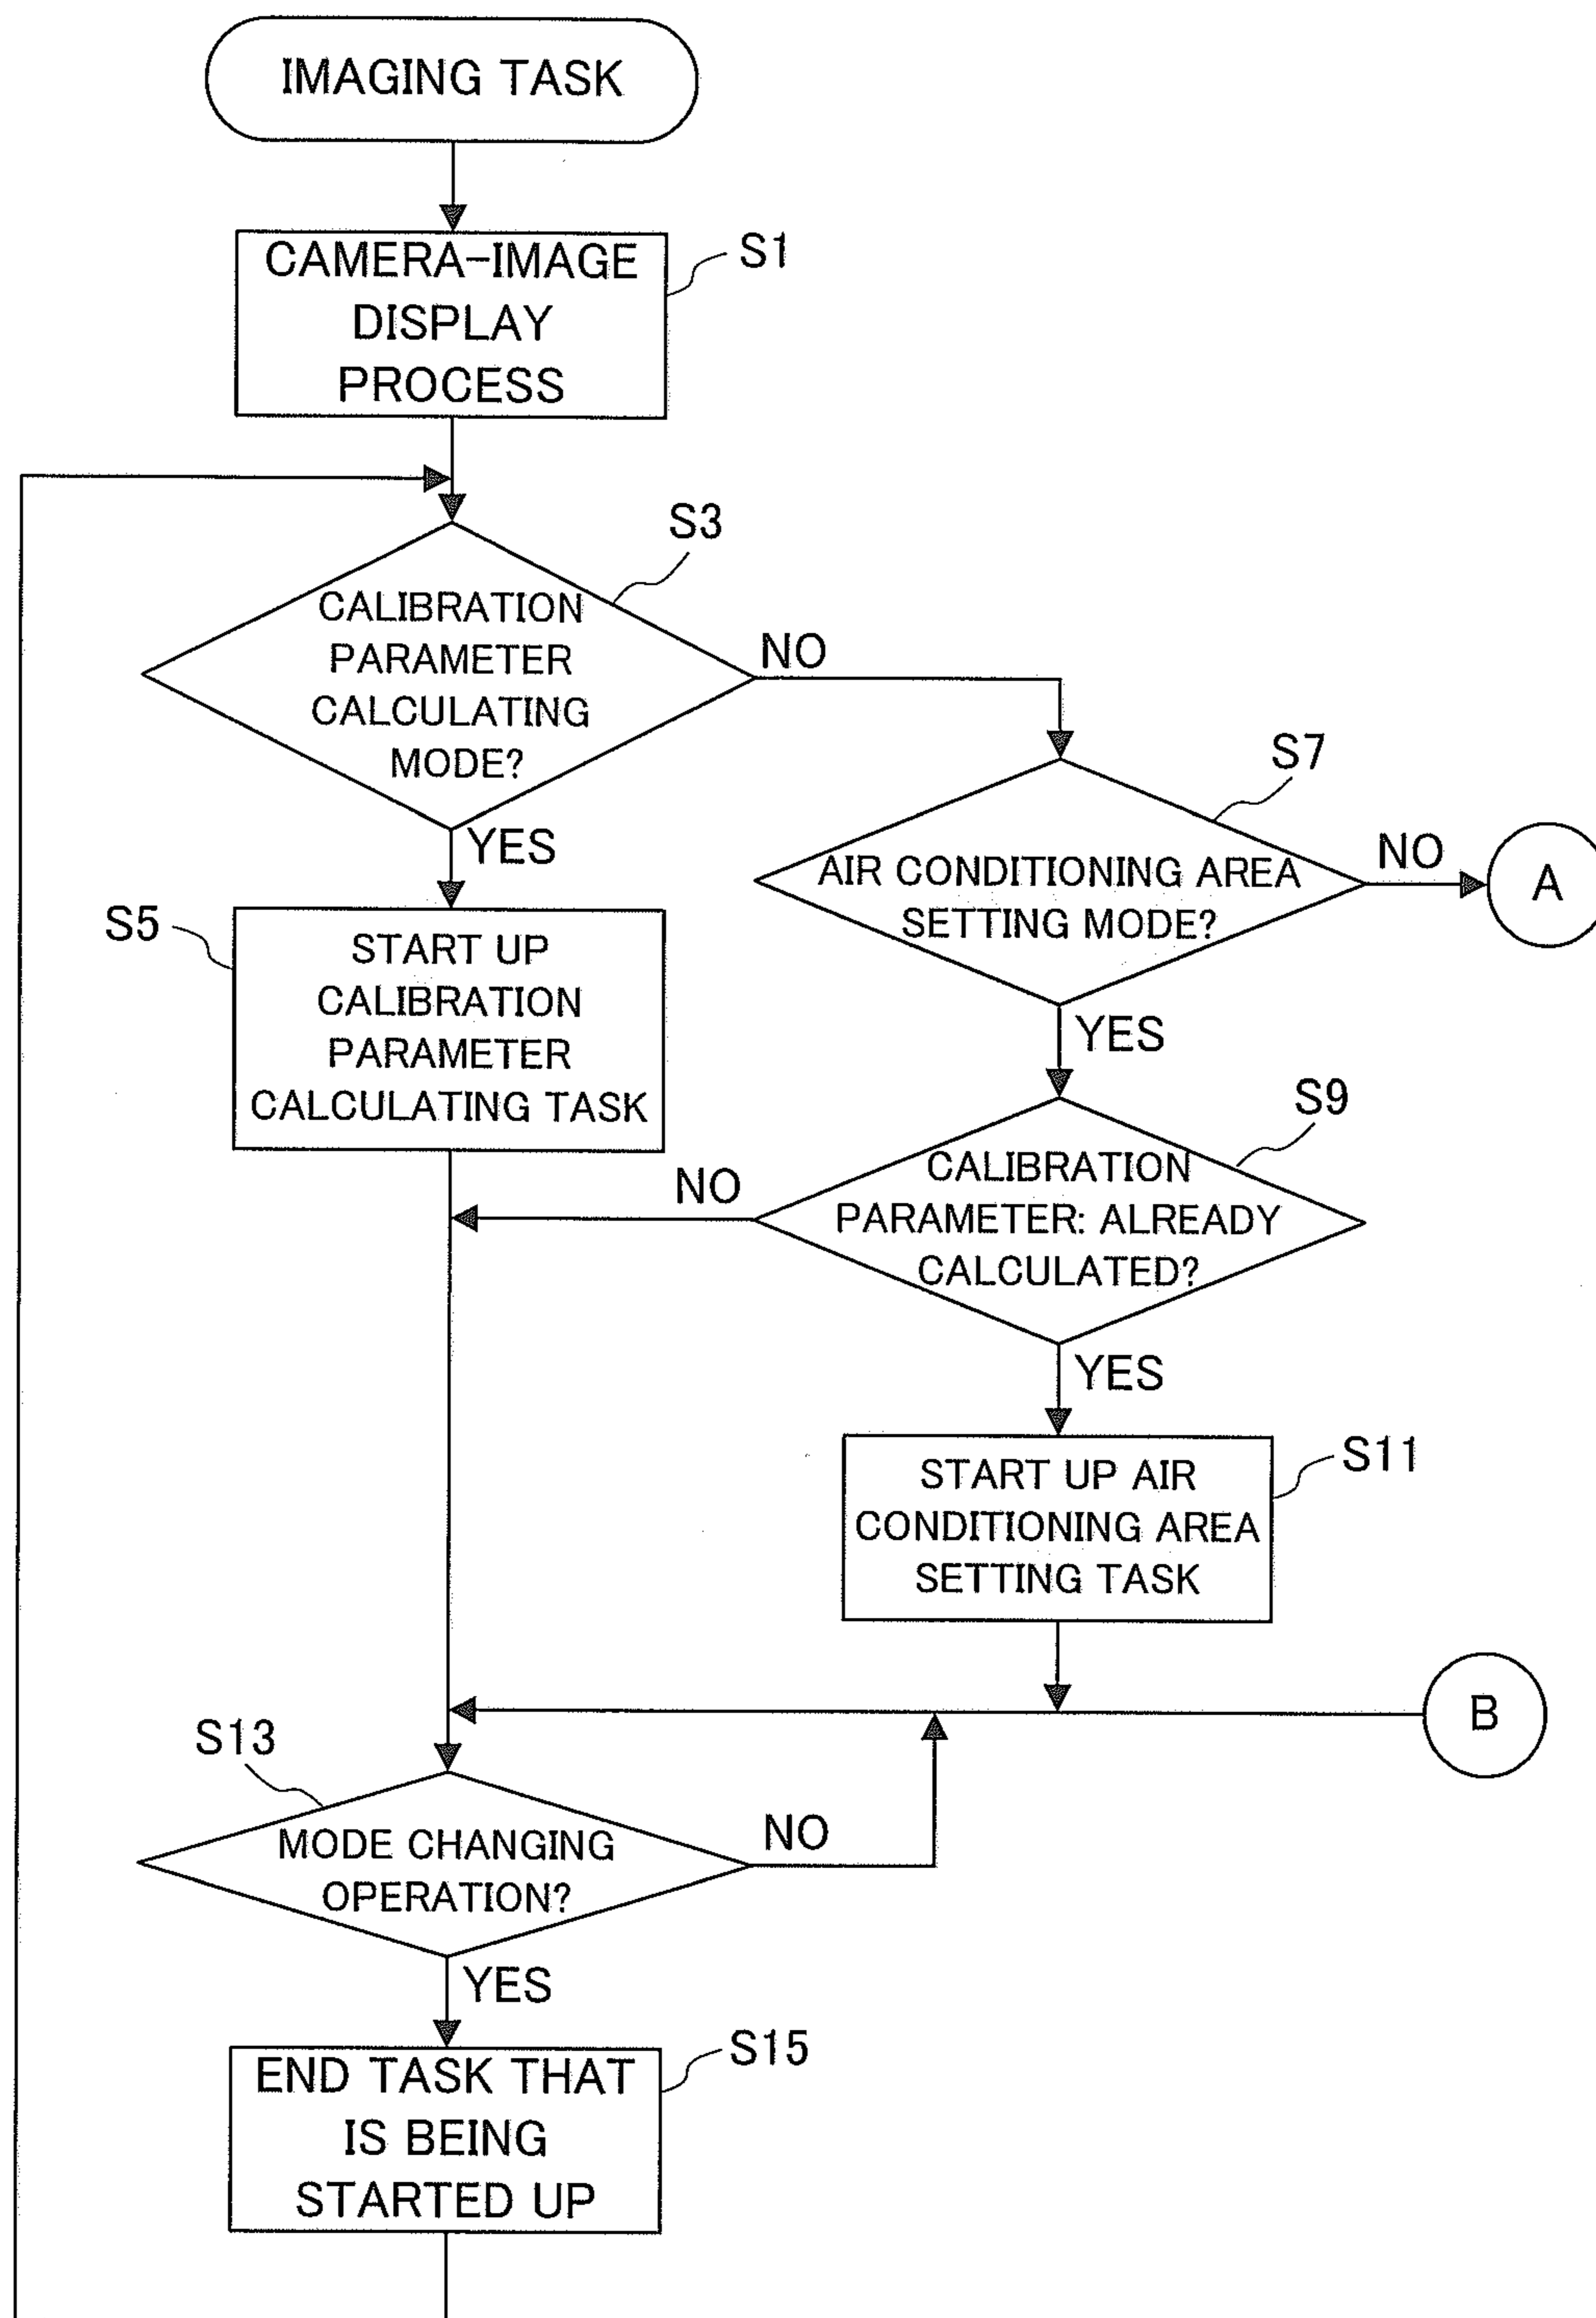 IMAGING TASK
CAMERA-IMAGE
DISPLAY
PROCESS
S1
S3
CALIBRATION
PARAMETER
CALCULATING
MODE?
NO
YES
S7
AIR CONDITIONING AREA
SETTING MODE?
NO
A
YES
S5
START UP
CALIBRATION
PARAMETER
CALCULATING TASK
S9
CALIBRATION
PARAMETER: ALREADY
CALCULATED?
NO
YES
S11
START UP AIR
CONDITIONING AREA
SETTING TASK
B
S13
MODE CHANGING
OPERATION?
NO
YES
S15
END TASK THAT
IS BEING
STARTED UP